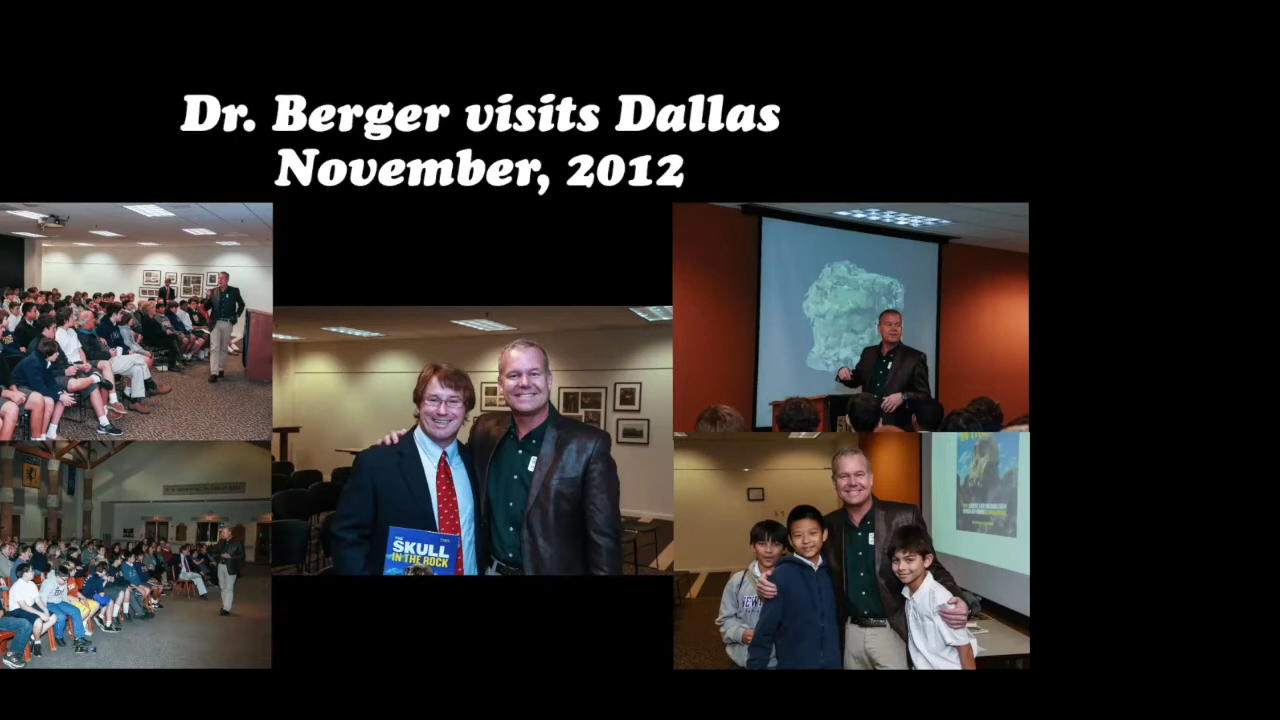 Dr. Berger visits Dallas
November, 2012
THE
SKULL
IN THE ROCK